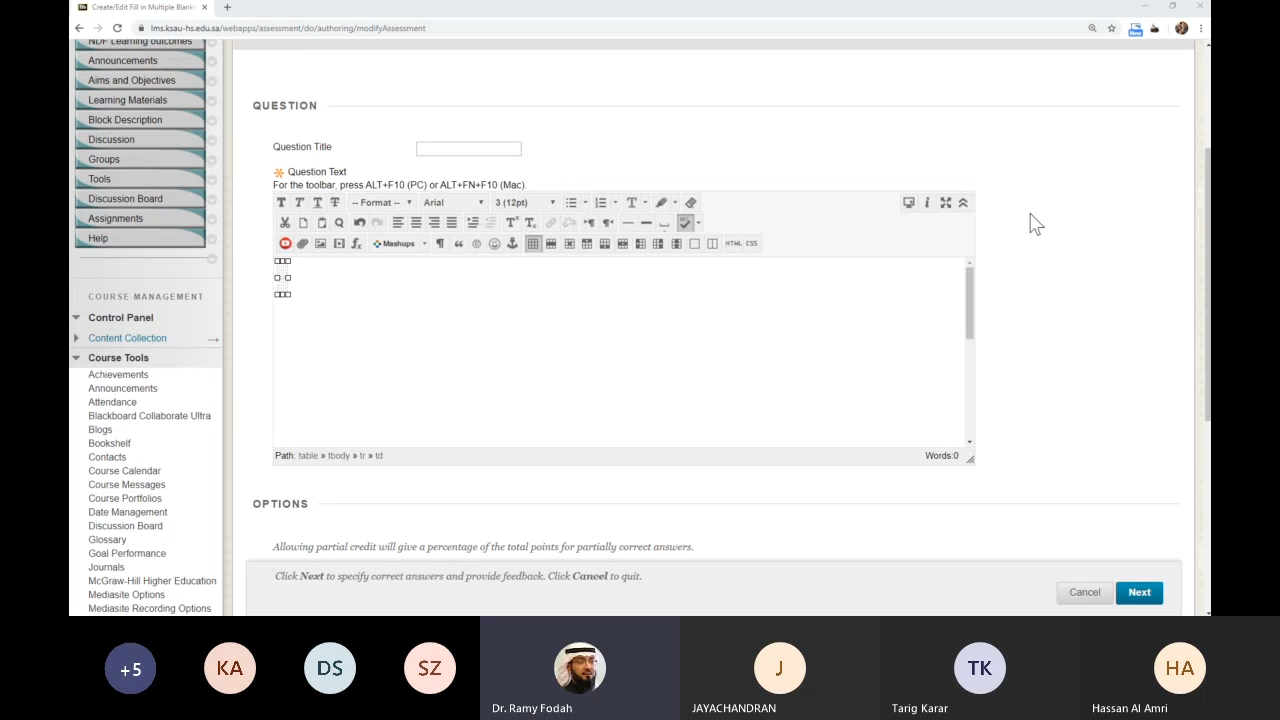 Create/Edit Fill in Multiple Blank
lms.ksau-hs.edu.sa/webapps/assessment/do/authoring/modifyAssessment
New
NDF Learning outcomes
Announcements
Aims and Objectives
Learning Materials
Block Description
Discussion
Groups
Tools
Discussion Board
Assignments
Help
COURSE MANAGEMENT
Control Panel
Content Collection
Course Tools
Achievements
Announcements
Attendance
Blackboard Collaborate Ultra
Blogs
Bookshelf
Contacts
Course Calendar
Course Messages
Course Portfolios
Date Management
Discussion Board
Glossary
Goal Performance
Journals
McGraw-Hill Higher Education
Mediasite Options
Mediasite Recording Options
QUESTION
Question Title
Question Text
For the toolbar, press ALT+F10 (PC) or ALT+FN+F10 (Mac).
T T T T -- Format -- Arial 3 (12pt) T
Mashups HTML CSS
Path: table » tbody » tr » td Words:0
OPTIONS
Allowing partial credit will give a percentage of the total points for partially correct answers.
Click Next to specify correct answers and provide feedback. Click Cancel to quit.
Cancel Next
+5 KA DS SZ J TK HA
Dr. Ramy Fodah JAYACHANDRAN Tarig Karar Hassan Al Amri